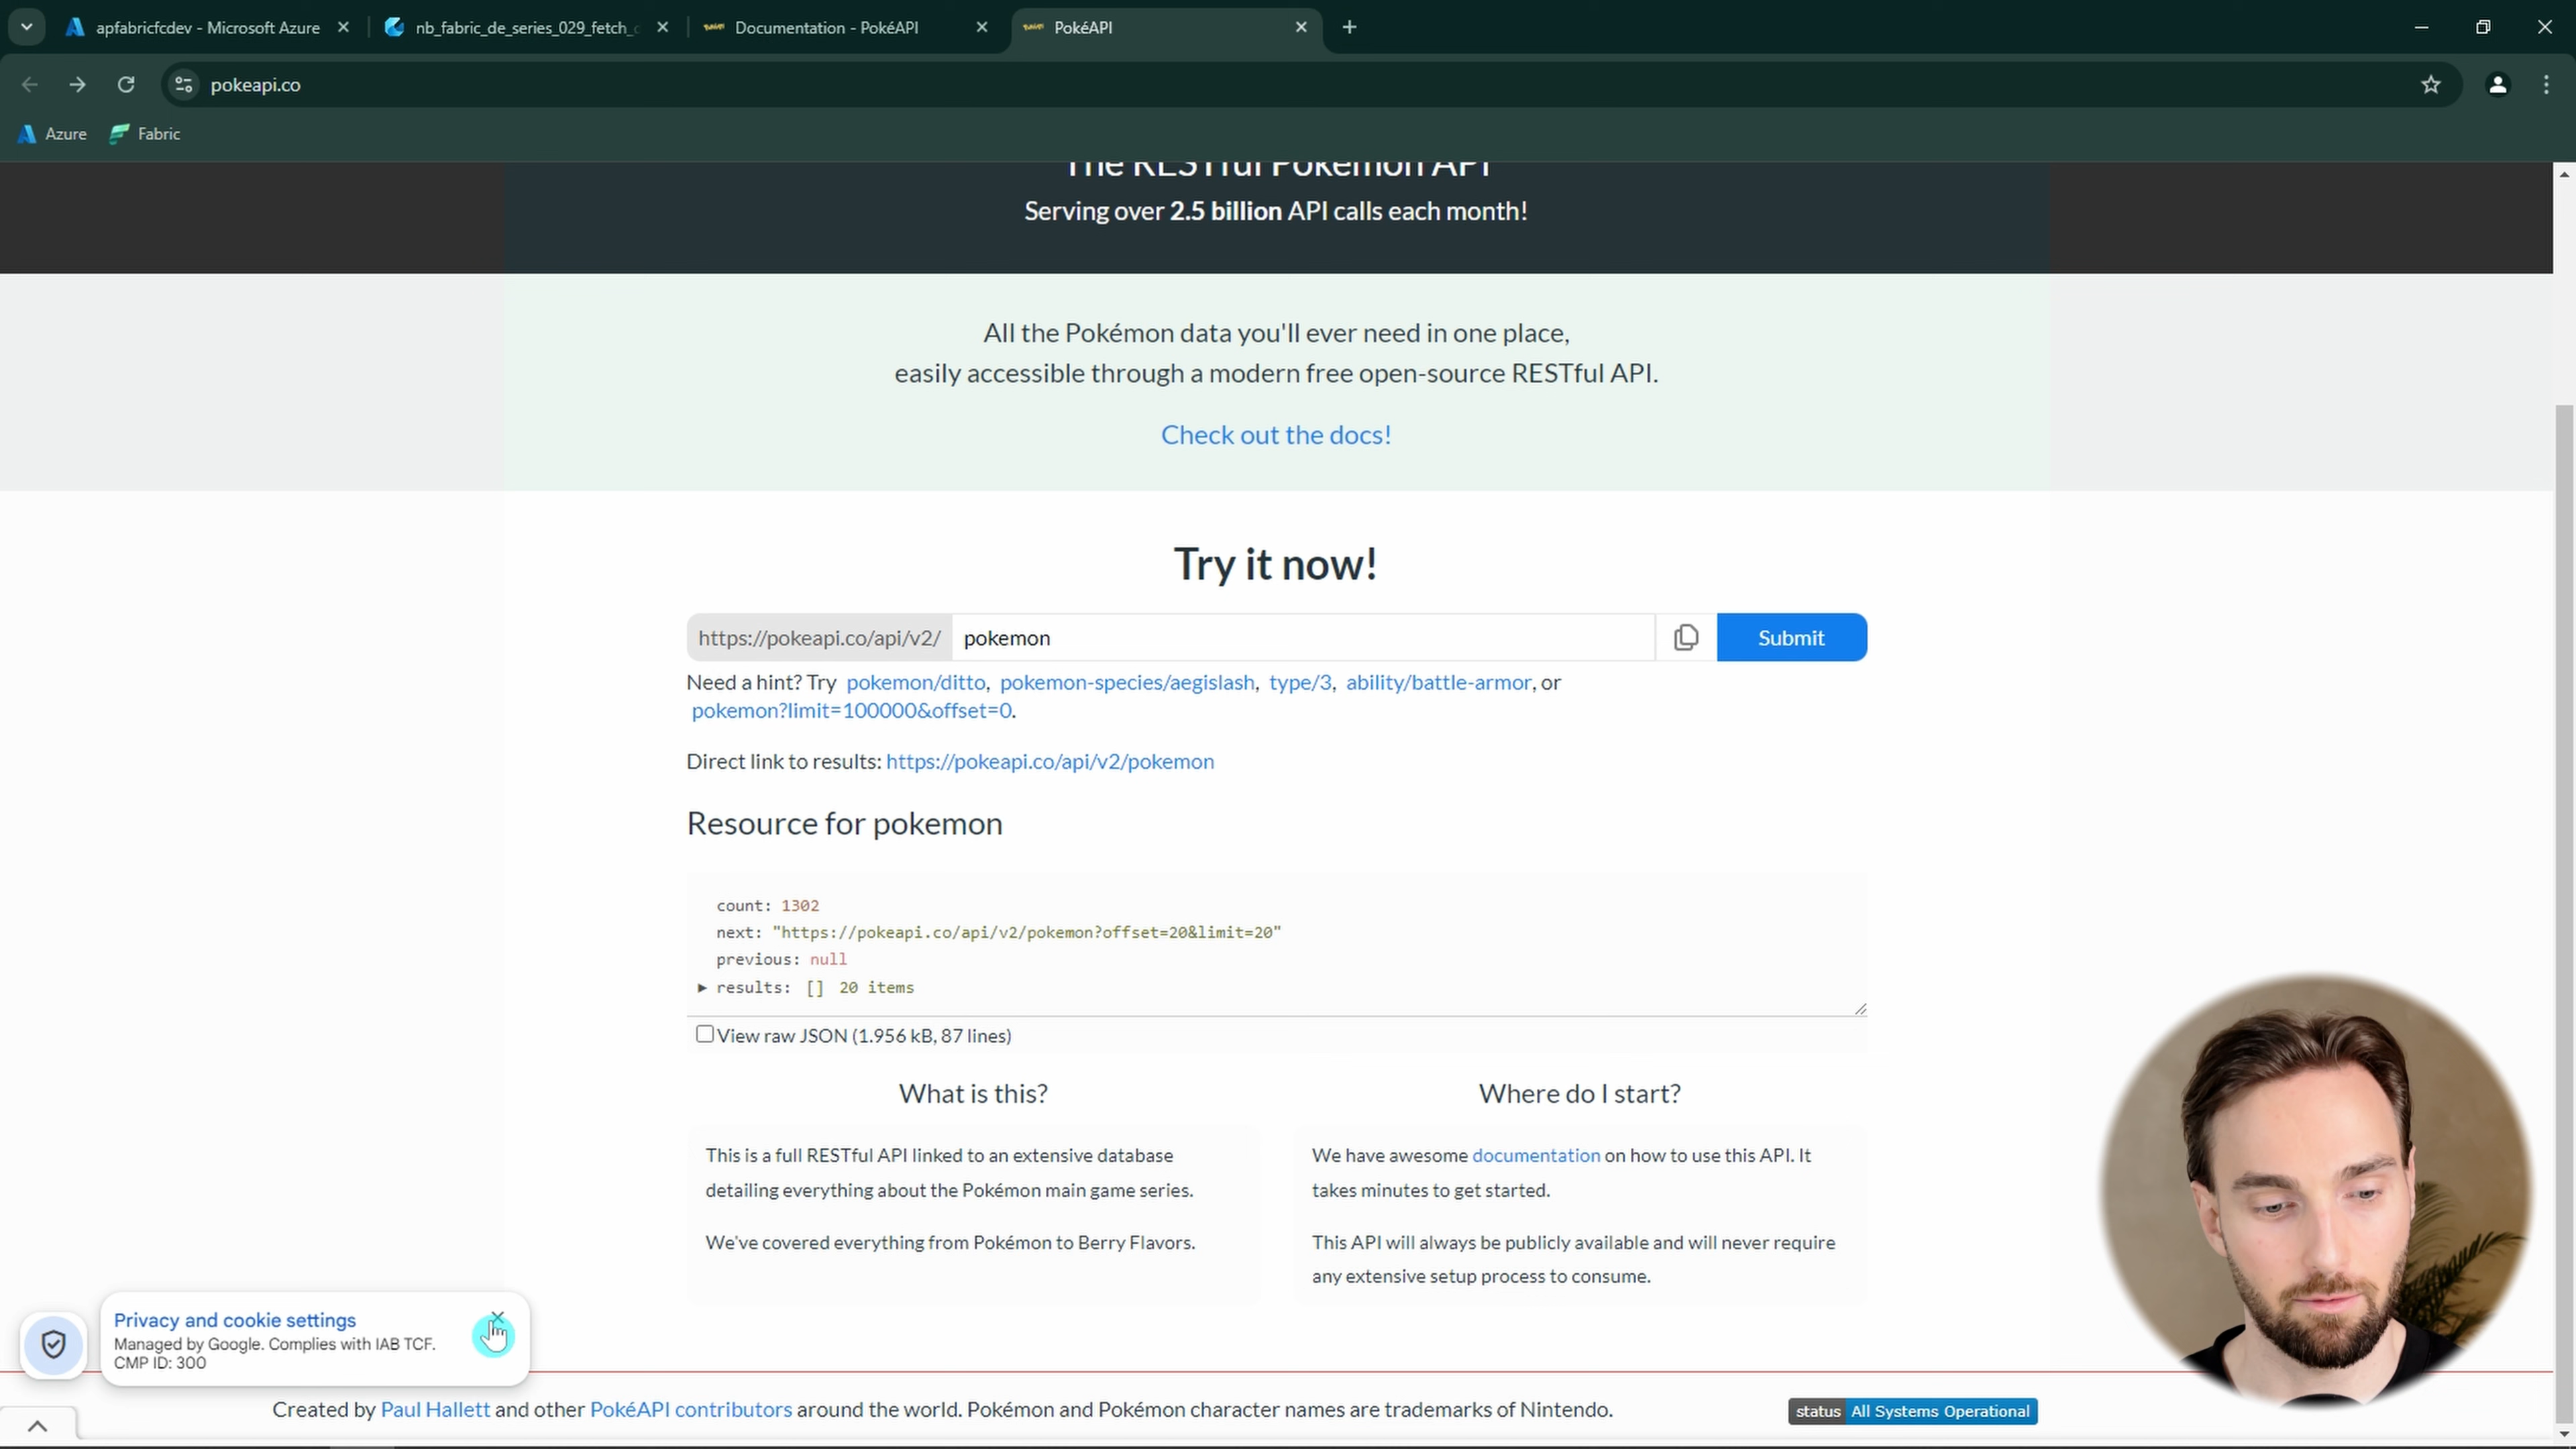 apfabricfcdev - Microsoft Azure
nb_fabric_de_series_029_fetch_
Documentation - PokéAPI
PokéAPI
pokeapi.co
Azure
Fabric
The RESTful Pokémon API
Serving over 2.5 billion API calls each month!
All the Pokémon data you'll ever need in one place,
easily accessible through a modern free open-source RESTful API.
Check out the docs!
Try it now!
https://pokeapi.co/api/v2/ pokemon
Submit
Need a hint? Try pokemon/ditto, pokemon-species/aegislash, type/3, ability/battle-armor, or
pokemon?limit=100000&offset=0.
Direct link to results: https://pokeapi.co/api/v2/pokemon
Resource for pokemon
count: 1302
next: "https://pokeapi.co/api/v2/pokemon?offset=20&limit=20"
previous: null
results: [] 20 items
View raw JSON (1.956 kB, 87 lines)
What is this?
This is a full RESTful API linked to an extensive database
detailing everything about the Pokémon main game series.
We've covered everything from Pokémon to Berry Flavors.
Where do I start?
We have awesome documentation on how to use this API. It
takes minutes to get started.
This API will always be publicly available and will never require
any extensive setup process to consume.
Privacy and cookie settings
Managed by Google. Complies with IAB TCF.
CMP ID: 300
Created by Paul Hallett and other PokéAPI contributors around the world. Pokémon and Pokémon character names are trademarks of Nintendo.
status All Systems Operational